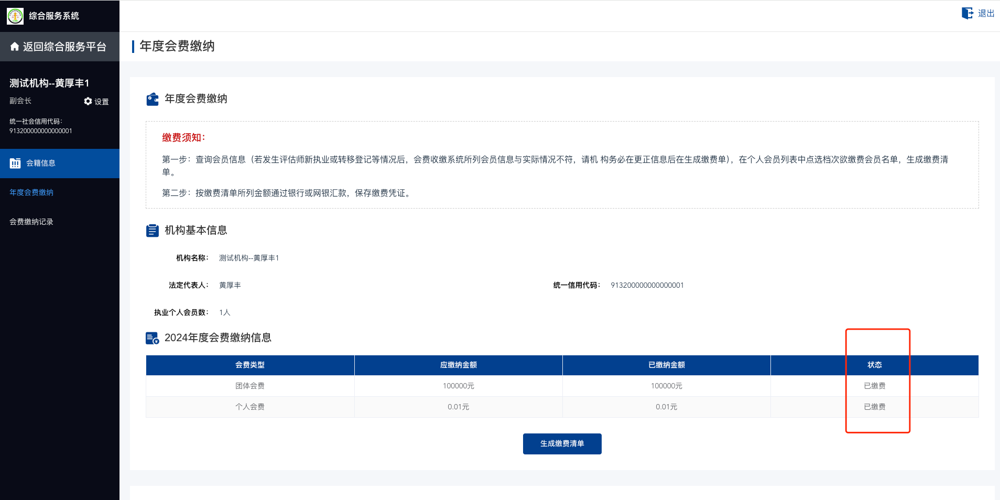 综合服务系统
退出
返回综合服务平台
年度会费缴纳
测试机构--黄厚丰1
副会长
设置
统一社会信用代码：
913200000000000001
会籍信息
年度会费缴纳
会费缴纳记录
年度会费缴纳
缴费须知：
第一步：查询会员信息（若发生评估师新执业或转移登记等情况后，会费收缴系统所列会员信息与实际情况不符，请机 构务必在更正信息后在生成缴费单），在个人会员列表中点选档次欲缴费会员名单，生成缴费清
单。
第二步：按缴费清单所列金额通过银行或网银汇款，保存缴费凭证。
机构基本信息
机构名称： 测试机构--黄厚丰1
法定代表人： 黄厚丰 统一信用代码： 913200000000000001
执业个人会员数： 1人
2024年度会费缴纳信息
会费类型 应缴纳金额 已缴纳金额 状态
团体会费 100000元 100000元 已缴费
个人会费 0.01元 0.01元 已缴费
生成缴费清单